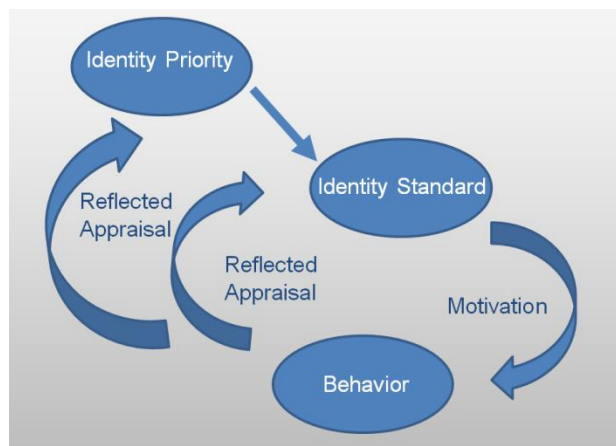 Identity Priority
Identity Standard
Reflected
Appraisal
Reflected
Appraisal
Motivation
Behavior